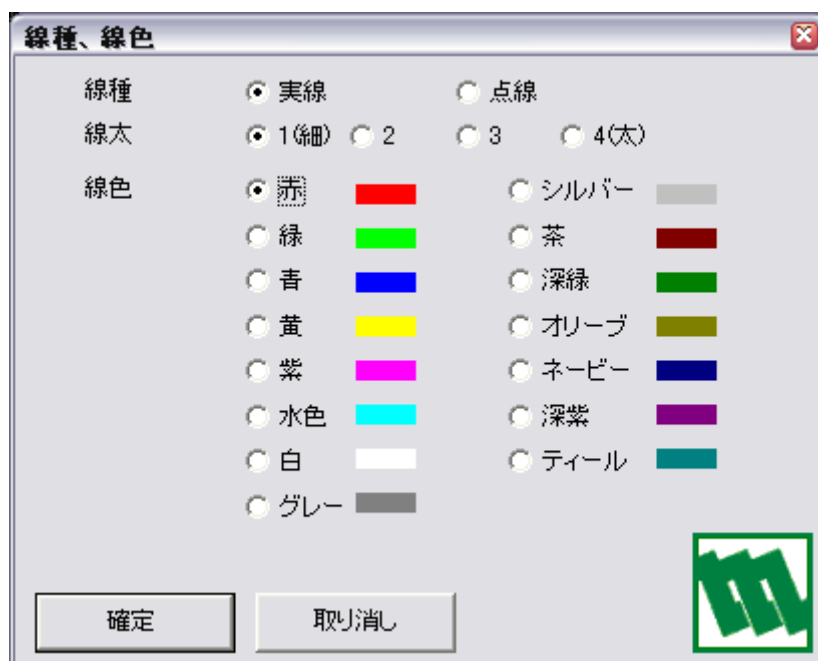 線種、線色
線種 実線 点線
線太 1(細) 2 3 4(太)
線色 赤 シルバー
緑 茶
青 深緑
黄 オリーブ
紫 ネービー
水色 深紫
白 ティール
グレー
確定 取り消し